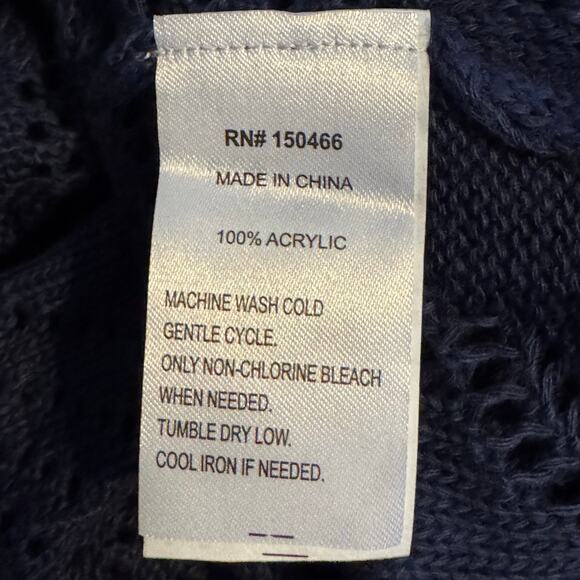 RN# 150466
MADE IN CHINA
100% ACRYLIC
MACHINE WASH COLD
GENTLE CYCLE.
ONLY NON-CHLORINE BLEACH
WHEN NEEDED.
TUMBLE DRY LOW.
COOL IRON IF NEEDED.